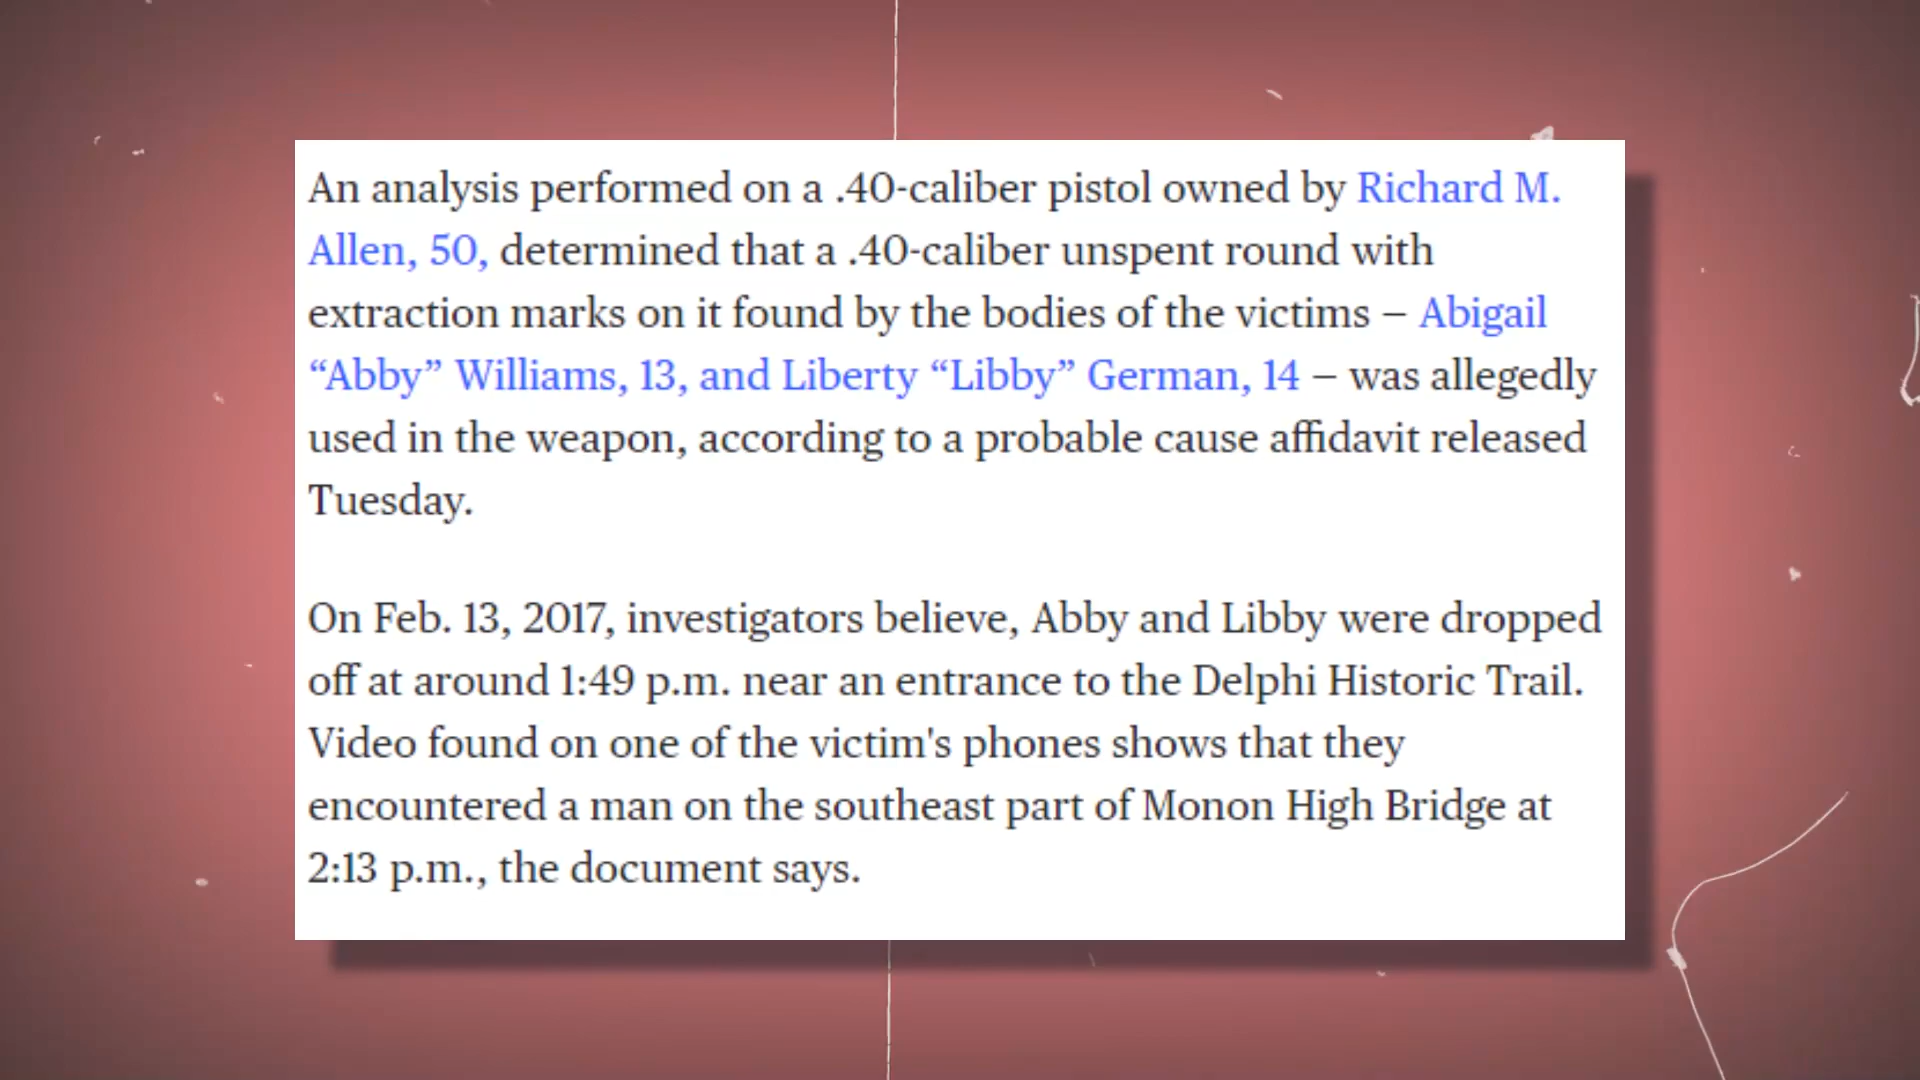 An analysis performed on a .40-caliber pistol owned by Richard M.
Allen, 50, determined that a .40-caliber unspent round with
extraction marks on it found by the bodies of the victims — Abigail
“Abby” Williams, 13, and Liberty “Libby” German, 14 — was allegedly
used in the weapon, according to a probable cause affidavit released
Tuesday.
On Feb. 13, 2017, investigators believe, Abby and Libby were dropped
off at around 1:49 p.m. near an entrance to the Delphi Historic Trail.
Video found on one of the victim's phones shows that they
encountered a man on the southeast part of Monon High Bridge at
2:13 p.m., the document says.